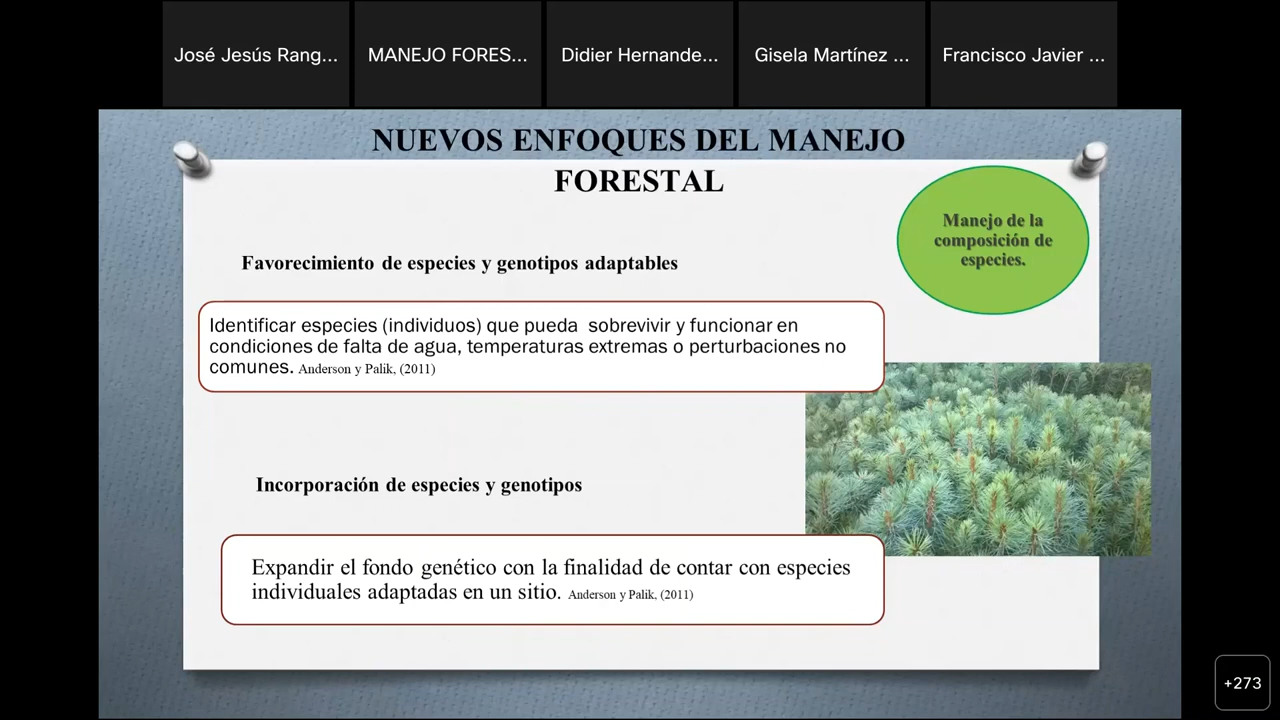 José Jesús Rang...
MANEJO FORES...
Didier Hernande...
Gisela Martínez ...
Francisco Javier ...
NUEVOS ENFOQUES DEL MANEJO
FORESTAL
Manejo de la
composición de
especies.
Favorecimiento de especies y genotipos adaptables
Identificar especies (individuos) que pueda sobrevivir y funcionar en
condiciones de falta de agua, temperaturas extremas o perturbaciones no
comunes. Anderson y Palik, (2011)
Incorporación de especies y genotipos
Expandir el fondo genético con la finalidad de contar con especies
individuales adaptadas en un sitio. Anderson y Palik, (2011)
+273